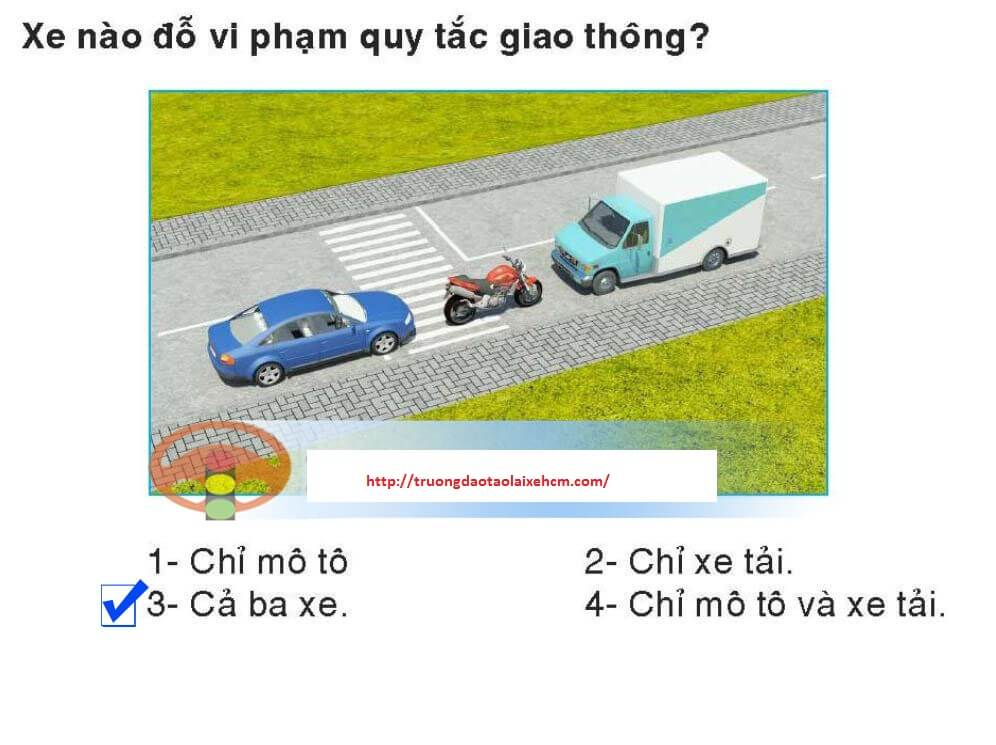 Xe nào đỗ vi phạm quy tắc giao thông?
http://truongdaotaolaixehcm.com/
1- Chỉ mô tô
2- Chỉ xe tải.
3- Cả ba xe.
4- Chỉ mô tô và xe tải.